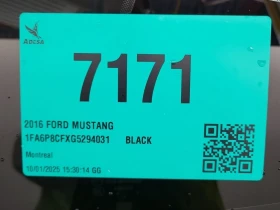 ADESA
7171
2016 FORD MUSTANG
1FA6P8CFXG5294031 BLACK
Montreal
10/01/2025 15:30:14 GG